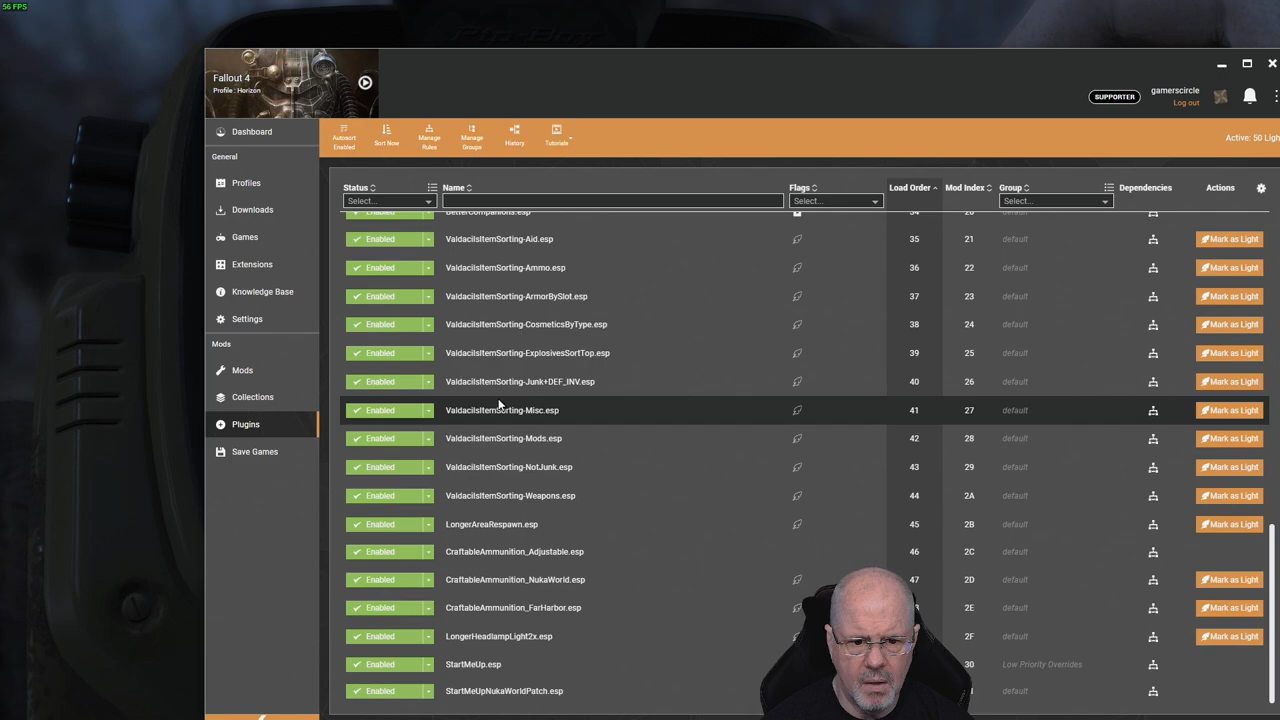 56 FPS
Pip-Boy
Fallout 4
Profile : Horizon
SUPPORTER
gamerscircle
Log out
Dashboard
General
Profiles
Downloads
Games
Extensions
Knowledge Base
Settings
Mods
Mods
Collections
Plugins
Save Games
Autosort Enabled
Sort Now
Manage Rules
Manage Groups
History
Tutorials
Active: 50 Ligh
Status Name Flags Load Order Mod Index Group Dependencies Actions
Select... Select... Select...
BetterCompanions.esp
Enabled ValdacilsItemSorting-Aid.esp 35 21 default Mark as Light
Enabled ValdacilsItemSorting-Ammo.esp 36 22 default Mark as Light
Enabled ValdacilsItemSorting-ArmorBySlot.esp 37 23 default Mark as Light
Enabled ValdacilsItemSorting-CosmeticsByType.esp 38 24 default Mark as Light
Enabled ValdacilsItemSorting-ExplosivesSortTop.esp 39 25 default Mark as Light
Enabled ValdacilsItemSorting-Junk+DEF_INV.esp 40 26 default Mark as Light
Enabled ValdacilsItemSorting-Misc.esp 41 27 default Mark as Light
Enabled ValdacilsItemSorting-Mods.esp 42 28 default Mark as Light
Enabled ValdacilsItemSorting-NotJunk.esp 43 29 default Mark as Light
Enabled ValdacilsItemSorting-Weapons.esp 44 2A default Mark as Light
Enabled LongerAreaRespawn.esp 45 2B default Mark as Light
Enabled CraftableAmmunition_Adjustable.esp 46 2C default
Enabled CraftableAmmunition_NukaWorld.esp 47 2D default Mark as Light
Enabled CraftableAmmunition_FarHarbor.esp 2E default Mark as Light
Enabled LongerHeadlampLight2x.esp 2F default Mark as Light
Enabled StartMeUp.esp 30 Low Priority Overrides
Enabled StartMeUpNukaWorldPatch.esp default